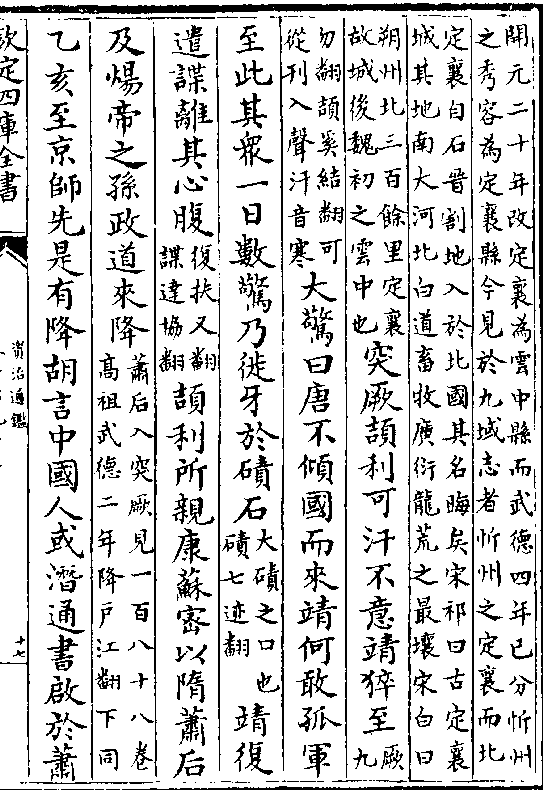 開元二十年改定襄為雲中縣而武德四年已分忻州
之秀容為定襄縣今見於九域志者忻州之定襄而北
定襄自石晉割地入於北國其名晦矣宋祁曰古定襄
城其地南大河北白道畜牧廣衍龍荒之最壤宋白曰
朔州北三百餘里定襄
故城後魏初之雲中也
突厥頡利可汗不意靖猝至
厥九
勿翻頡奚結翻可
從刋入聲汗音寒
大驚曰唐不傾國而來靖何敢孤軍
至此其衆一日數驚乃徙牙於磧石
大磧之口也
磧七迹翻
靖復
遣諜離其心腹
復扶又翻
諜達協翻
頡利所親康蘇密以隋蕭后
及煬帝之孫政道來降
蕭后入突厥見一百八十八卷
高祖武德二年降户江翻下同
乙亥至京師先是有降胡言中國人或潛通書啟於蕭
欽定四庫全書
資治通鑑
十七